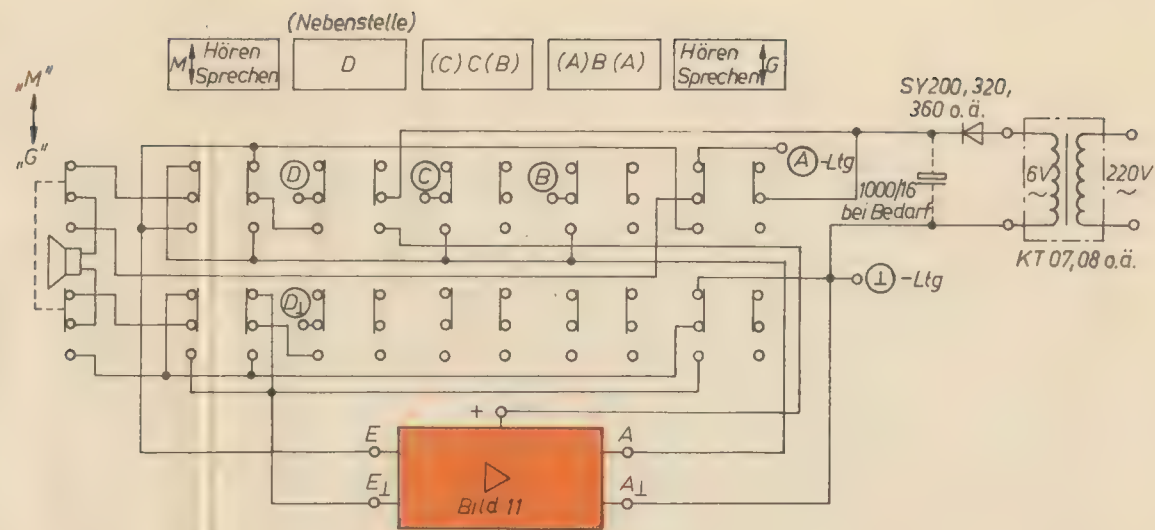 (Nebenstelle)
M Hören Sprechen
D
(C) C (B)
(A) B (A)
Hören Sprechen G
„M"
„G"
SY200, 320,
360 o.ä.
D
C
B
A -Ltg
1000/16
bei Bedarf
6V
~
220V
~
KT 07,08 o.ä.
D⊥
⊥ -Ltg
+
E
A
E⊥
A⊥
Bild 11